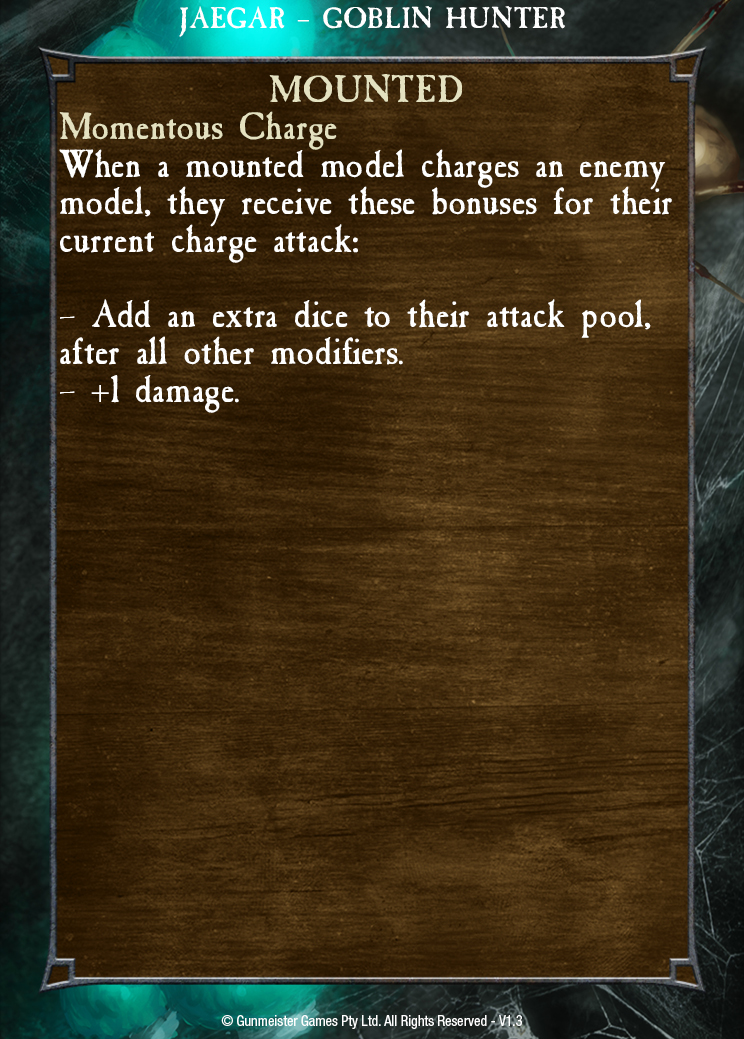 JAEGAR – GOBLIN HUNTER
MOUNTED
Momentous Charge
When a mounted model charges an enemy
model, they receive these bonuses for their
current charge attack:
– Add an extra dice to their attack pool,
after all other modifiers.
– +1 damage.
© Gunmeister Games Pty Ltd. All Rights Reserved - V1.3